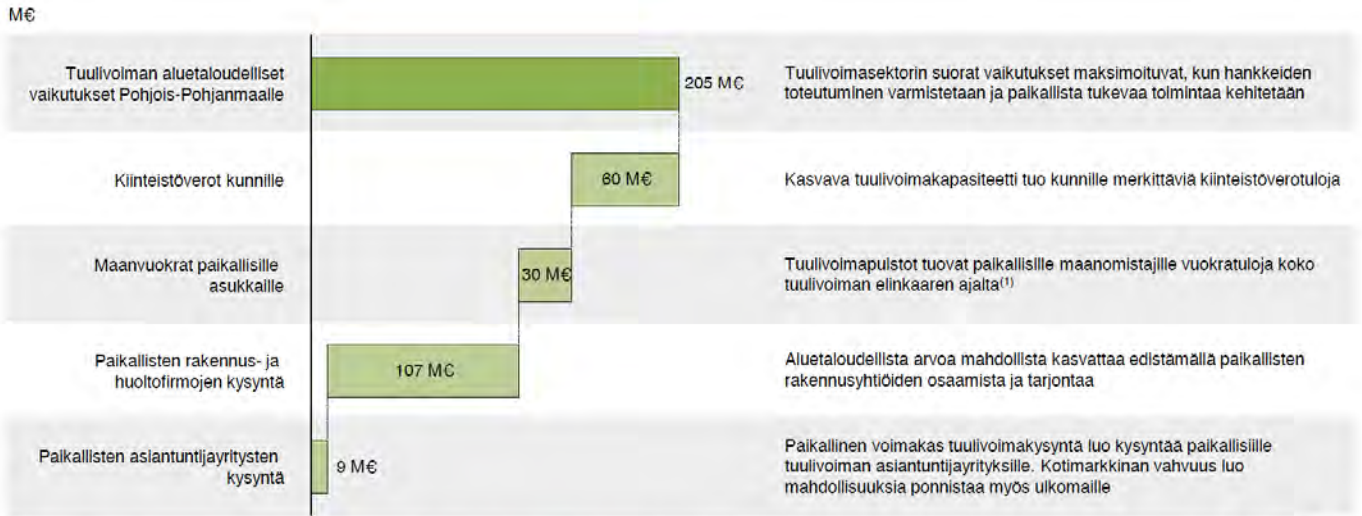 M€
Tuulivoiman aluetaloudelliset
vaikutukset Pohjois-Pohjanmaalle
205 M€
Tuulivoimasektorin suorat vaikutukset maksimoituvat, kun hankkeiden
toteutuminen varmistetaan ja paikallista tukevaa toimintaa kehitetään
Kiinteistöverot kunnille
60 M€
Kasvava tuulivoimakapasiteetti tuo kunnille merkittäviä kiinteistöverotuloja
Maanvuokrat paikallisille
asukkaille
30 M€
Tuulivoimapuistot tuovat paikallisille maanomistajille vuokratuloja koko
tuulivoiman elinkaaren ajalta(1)
Paikallisten rakennus- ja
huoltofirmojen kysyntä
107 M€
Aluetaloudellista arvoa mahdollista kasvattaa edistämällä paikallisten
rakennusyhtiöiden osaamista ja tarjontaa
Paikallisten asiantuntijayritysten
kysyntä
9 M€
Paikallinen voimakas tuulivoimakysyntä luo kysyntää paikallisiille
tuulivoiman asiantuntijayrityksille. Kotimarkkinan vahvuus luo
mahdollisuuksia ponnistaa myös ulkomaille